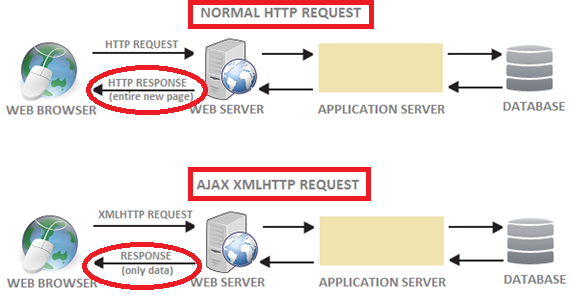 NORMAL HTTP REQUEST
HTTP REQUEST
HTTP RESPONSE
(entire new page)
WEB BROWSER
WEB SERVER
APPLICATION SERVER
DATABASE
AJAX XMLHTTP REQUEST
XMLHTTP REQUEST
RESPONSE
(only data)
WEB BROWSER
WEB SERVER
APPLICATION SERVER
DATABASE